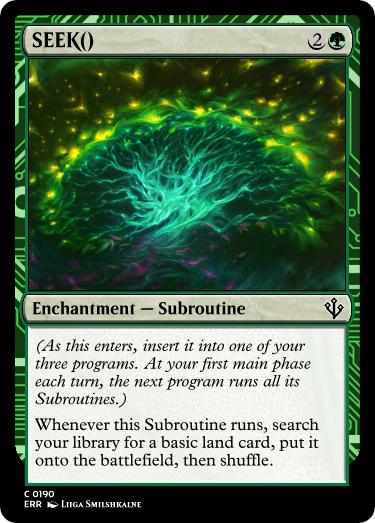 SEEK() 2
Enchantment — Subroutine
(As this enters, insert it into one of your
three programs. At your first main phase
each turn, the next program runs all its
Subroutines.)
Whenever this Subroutine runs, search
your library for a basic land card, put it
onto the battlefield, then shuffle.
C 0190
ERR Liiga Smilshkalne